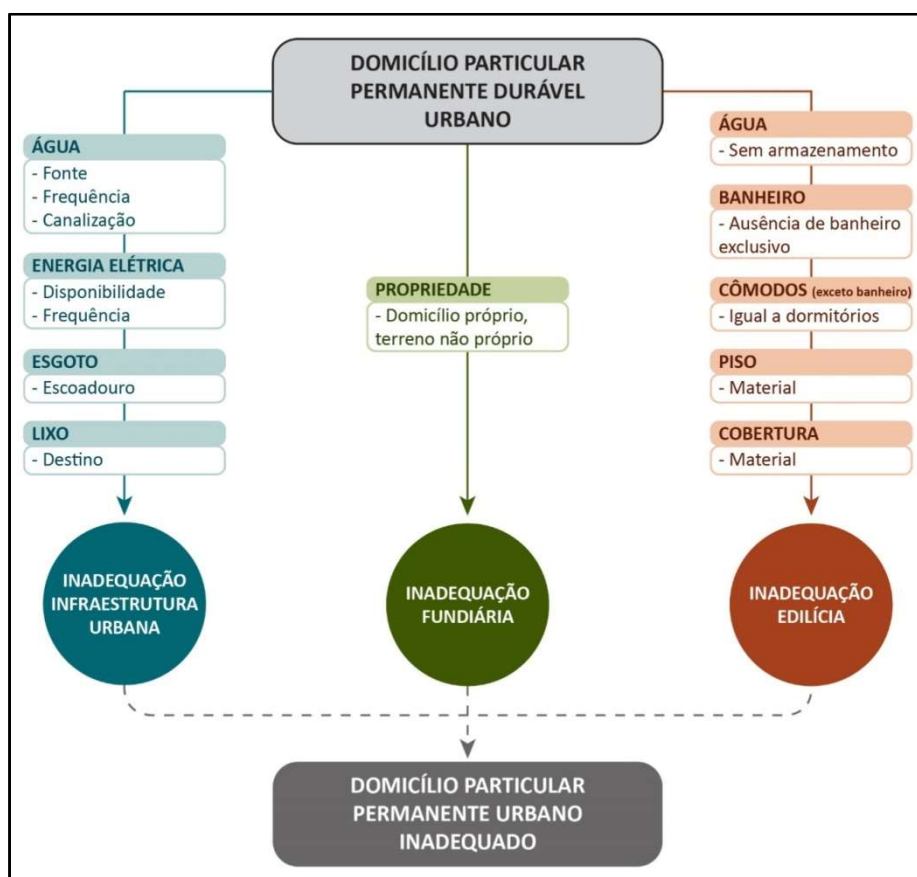 DOMICÍLIO PARTICULAR
PERMANENTE DURÁVEL
URBANO
ÁGUA
- Fonte
- Frequência
- Canalização
ENERGIA ELÉTRICA
- Disponibilidade
- Frequência
ESGOTO
- Escoadouro
LIXO
- Destino
INADEQUAÇÃO
INFRAESTRUTURA
URBANA
PROPRIEDADE
- Domicílio próprio,
terreno não próprio
INADEQUAÇÃO
FUNDIÁRIA
ÁGUA
- Sem armazenamento
BANHEIRO
- Ausência de banheiro
exclusivo
CÔMODOS (exceto banheiro)
- Igual a dormitórios
PISO
- Material
COBERTURA
- Material
INADEQUAÇÃO
EDILÍCIA
DOMICÍLIO PARTICULAR
PERMANENTE URBANO
INADEQUADO